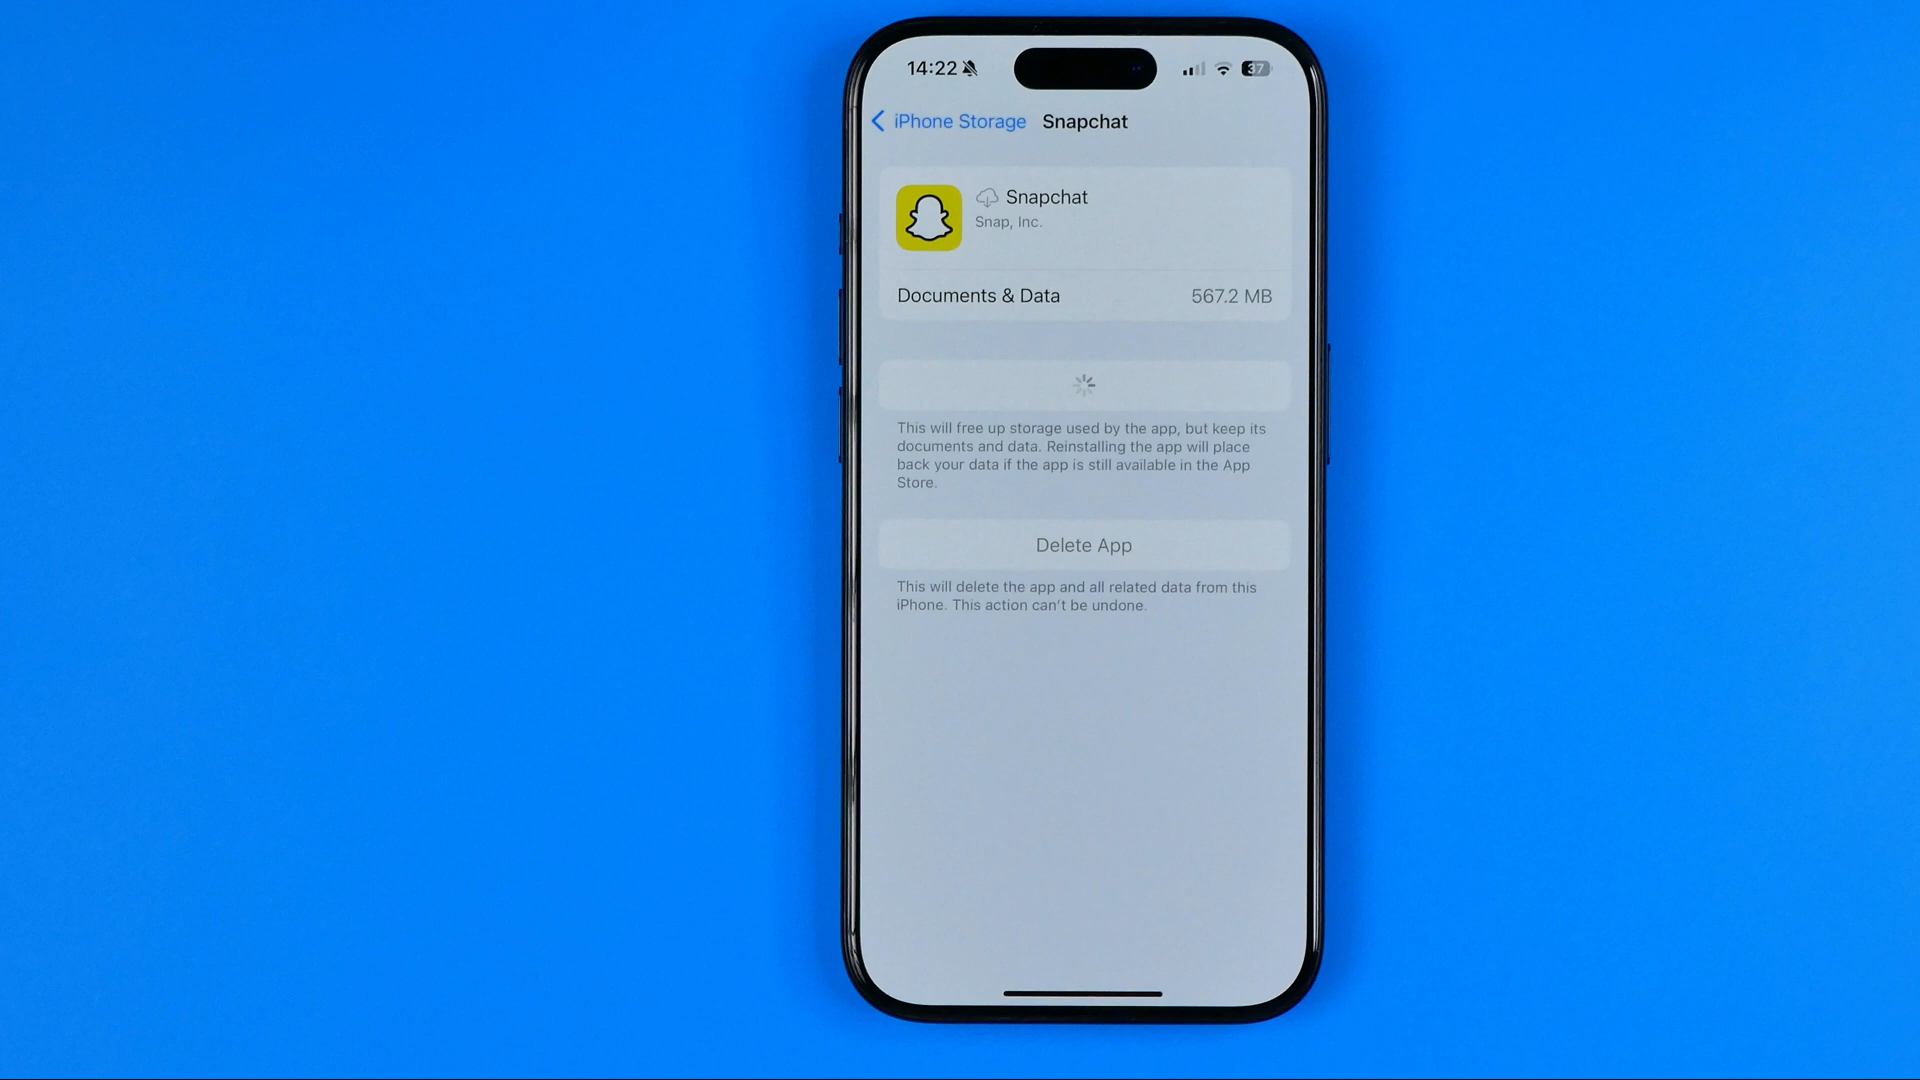 14:22
37
iPhone Storage Snapchat
Snapchat
Snap, Inc.
Documents & Data 567.2 MB
This will free up storage used by the app, but keep its
documents and data. Reinstalling the app will place
back your data if the app is still available in the App
Store.
Delete App
This will delete the app and all related data from this
iPhone. This action can’t be undone.